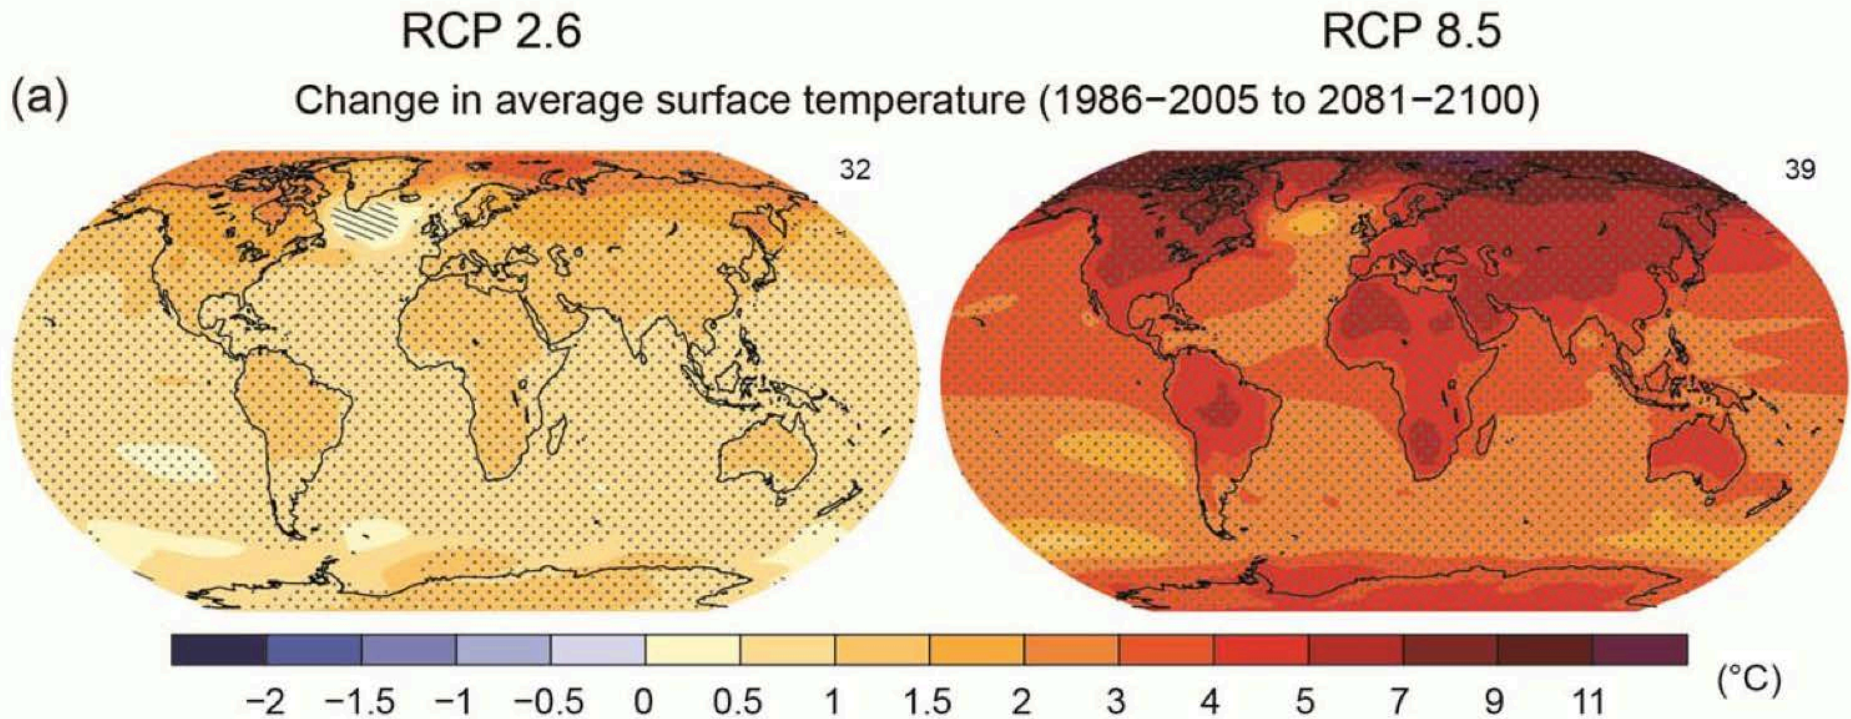 RCP 2.6 RCP 8.5
(a) Change in average surface temperature (1986−2005 to 2081−2100)
32 39
−2 −1.5 −1 −0.5 0 0.5 1 1.5 2 3 4 5 7 9 11 (°C)